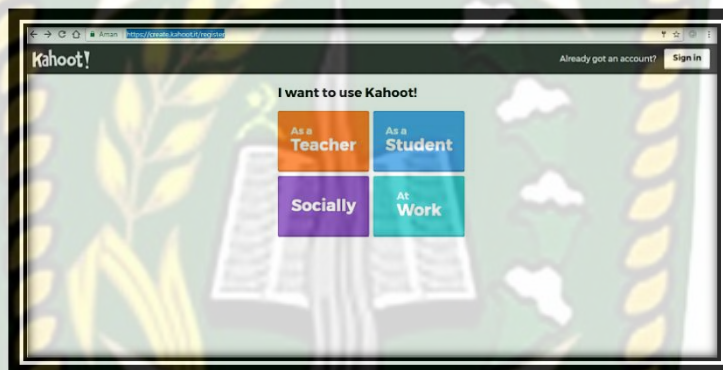 Aman https://create.kahoot.it/register
Kahoot! Already got an account? Sign in
I want to use Kahoot!
As a
Teacher
As a
Student
Socially
At
Work